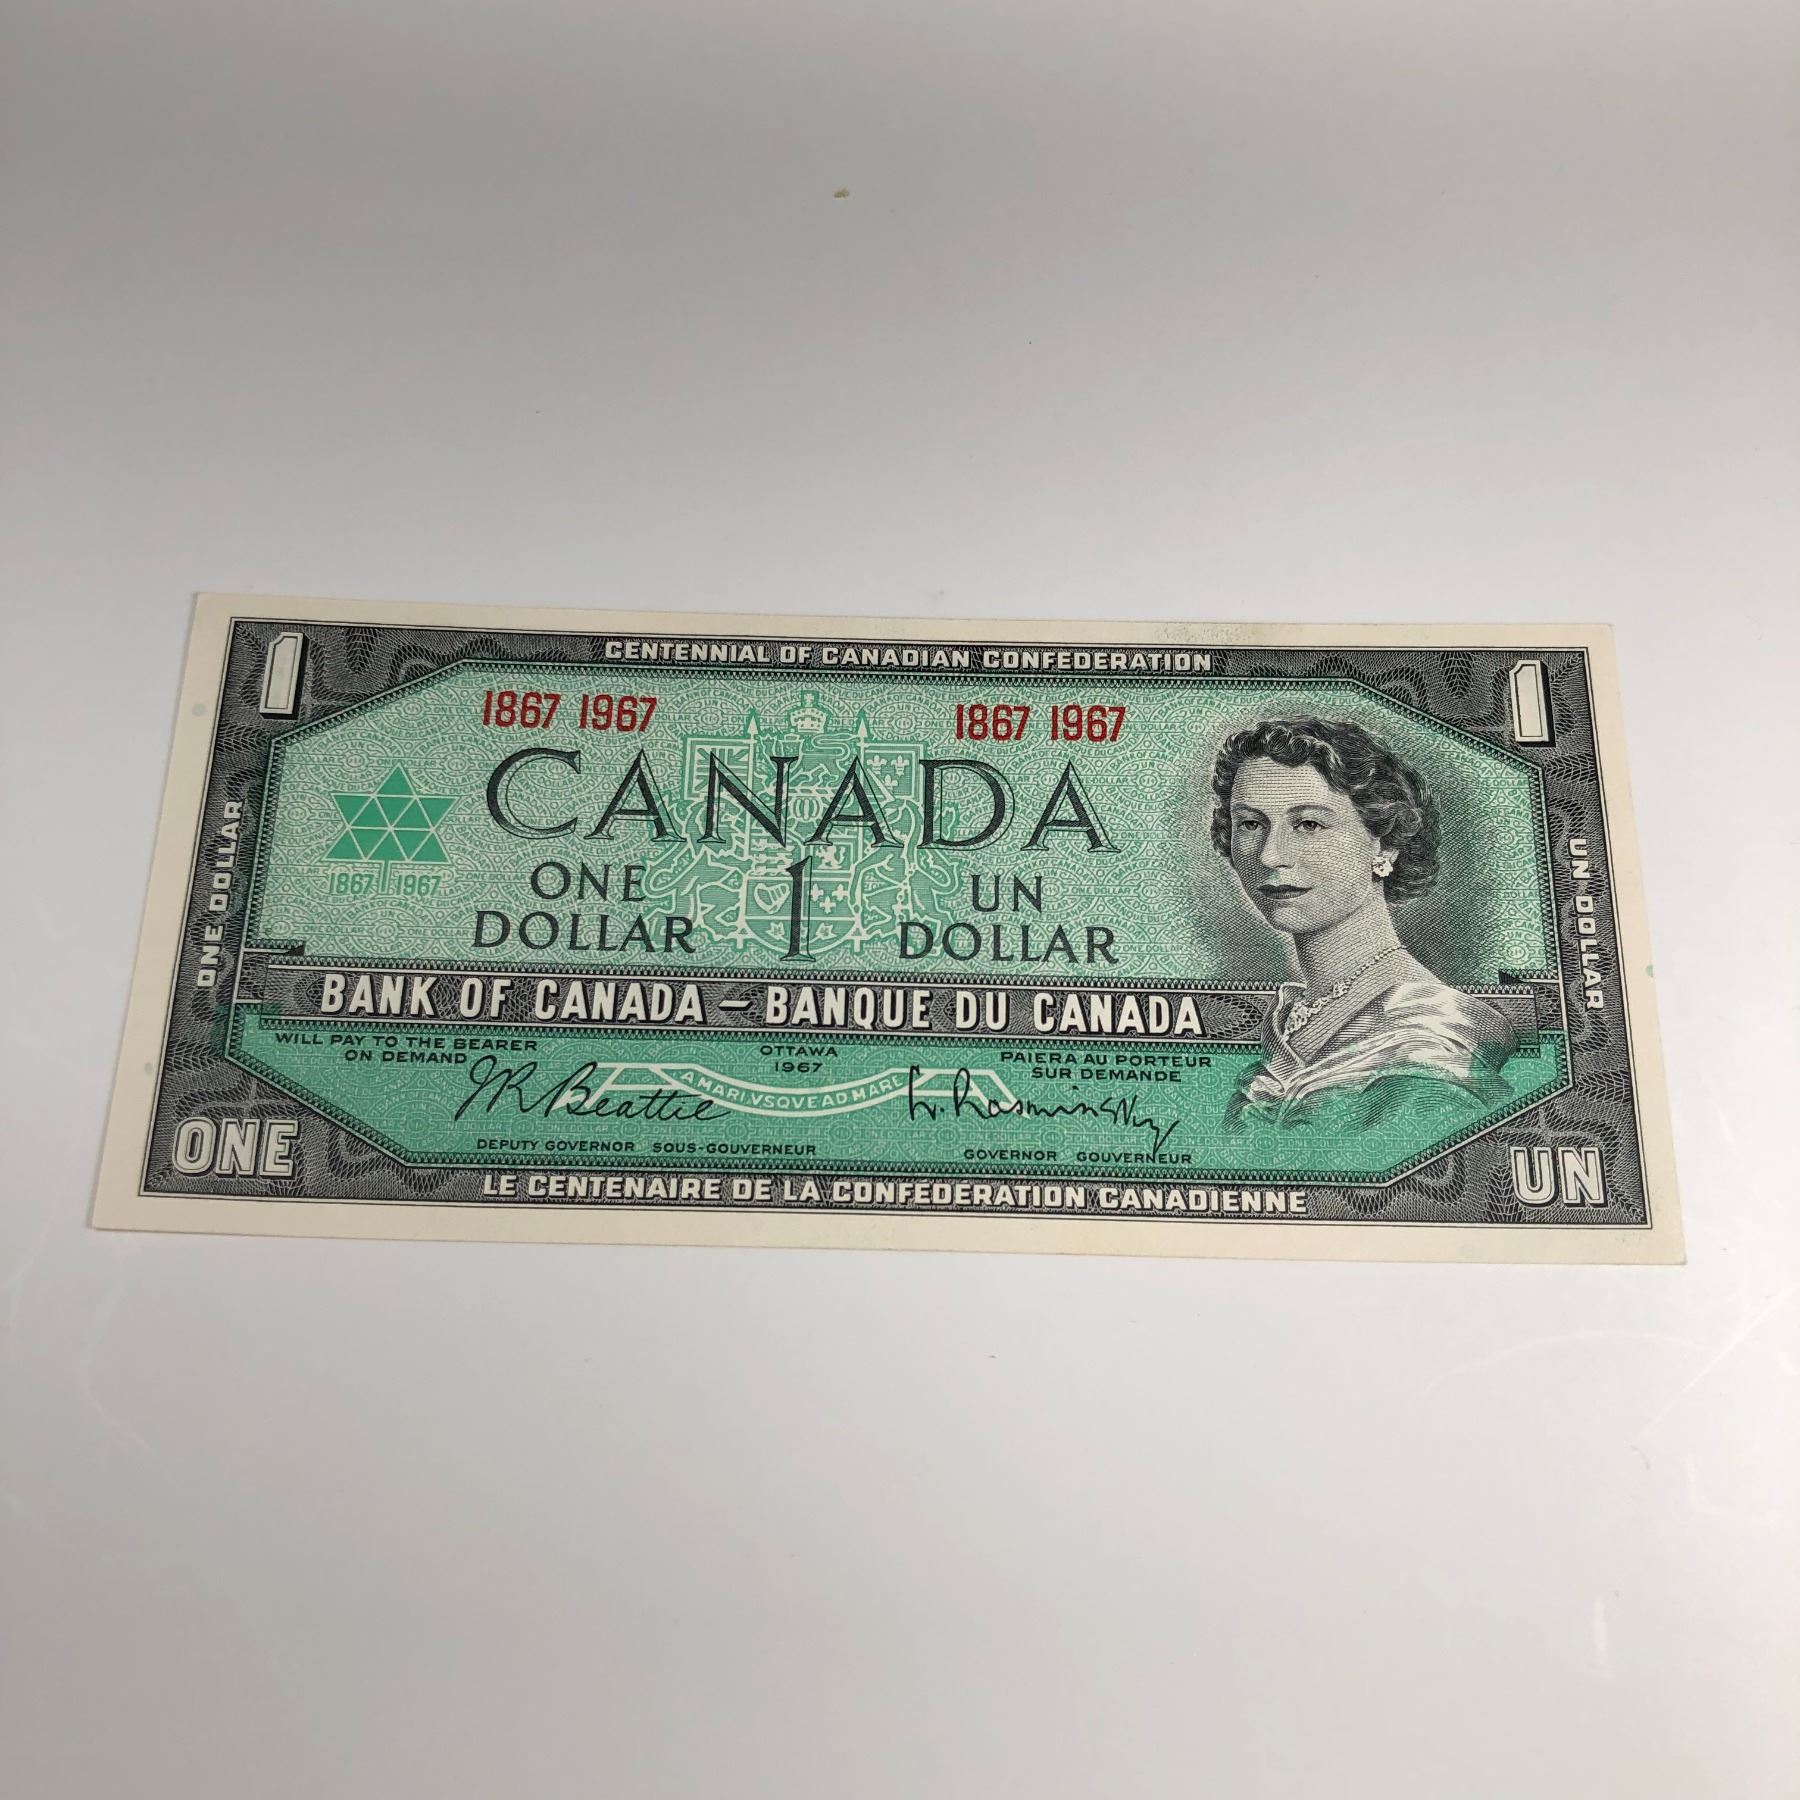 1 CENTENNIAL OF CANADIAN CONFEDERATION 1
1867 1967 1867 1967
CANADA
1867 1967
ONE DOLLAR 1 UN DOLLAR
ONE DOLLAR
UN DOLLAR
BANK OF CANADA – BANQUE DU CANADA
WILL PAY TO THE BEARER
ON DEMAND
OTTAWA
1967
PAIERA AU PORTEUR
SUR DEMANDE
JR Beattie
A MARI VSQVE AD MARE
L. Rasminsky
DEPUTY GOVERNOR SOUS-GOUVERNEUR
GOVERNOR GOUVERNEUR
ONE
UN
LE CENTENAIRE DE LA CONFEDERATION CANADIENNE